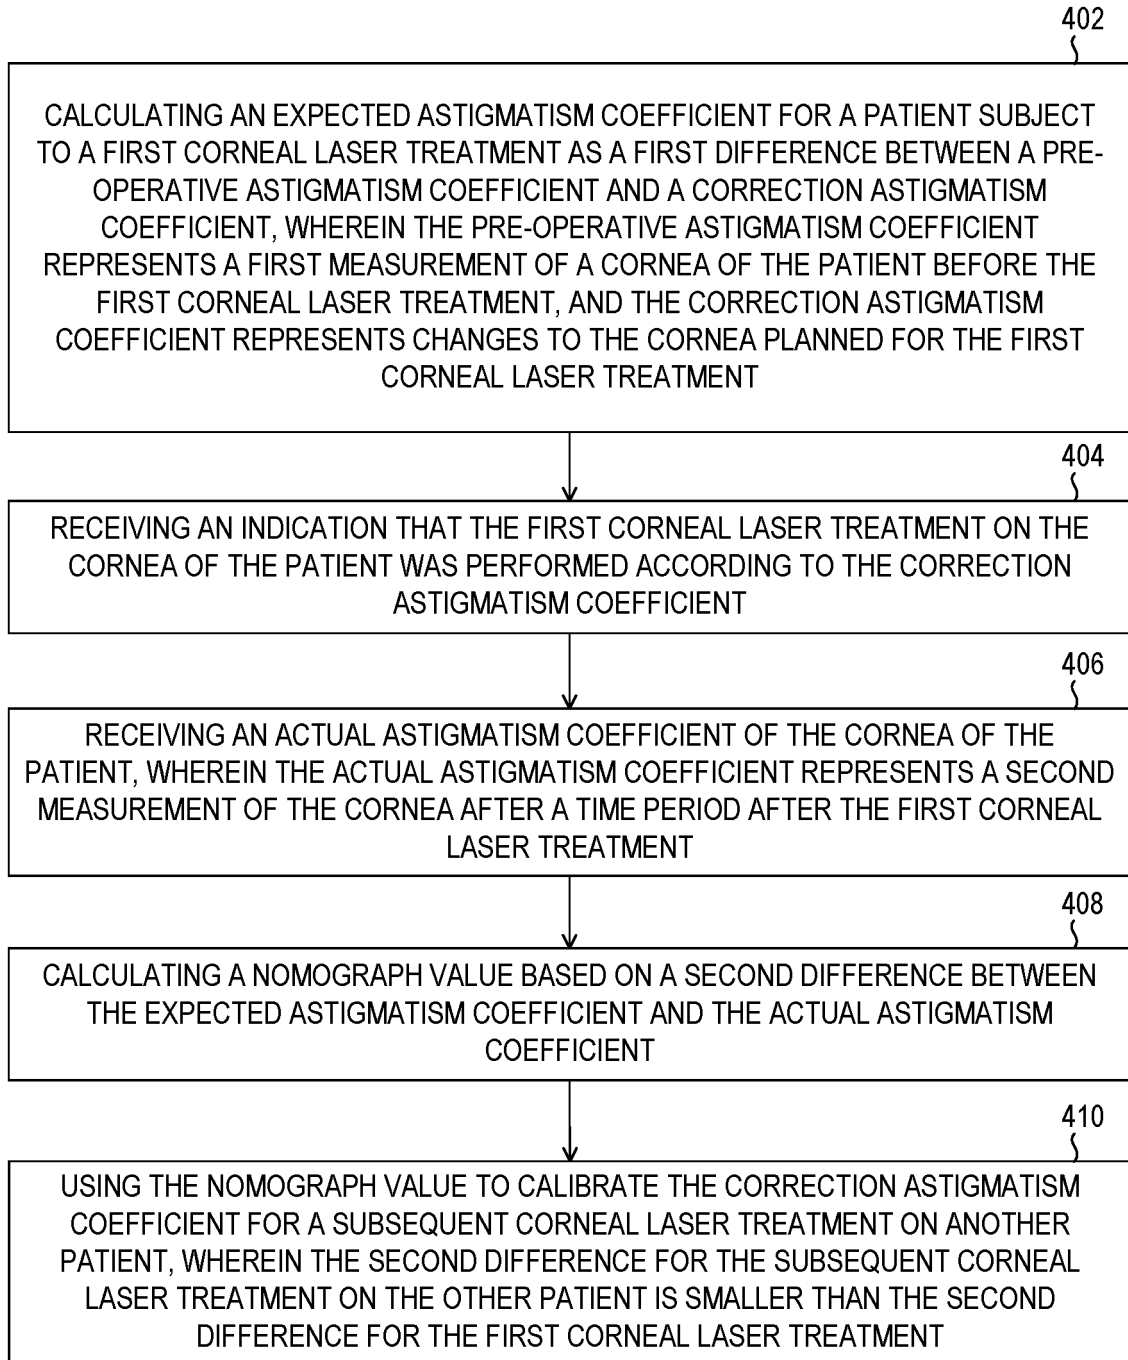 402
CALCULATING AN EXPECTED ASTIGMATISM COEFFICIENT FOR A PATIENT SUBJECT
TO A FIRST CORNEAL LASER TREATMENT AS A FIRST DIFFERENCE BETWEEN A PRE-
OPERATIVE ASTIGMATISM COEFFICIENT AND A CORRECTION ASTIGMATISM
COEFFICIENT, WHEREIN THE PRE-OPERATIVE ASTIGMATISM COEFFICIENT
REPRESENTS A FIRST MEASUREMENT OF A CORNEA OF THE PATIENT BEFORE THE
FIRST CORNEAL LASER TREATMENT, AND THE CORRECTION ASTIGMATISM
COEFFICIENT REPRESENTS CHANGES TO THE CORNEA PLANNED FOR THE FIRST
CORNEAL LASER TREATMENT
404
RECEIVING AN INDICATION THAT THE FIRST CORNEAL LASER TREATMENT ON THE
CORNEA OF THE PATIENT WAS PERFORMED ACCORDING TO THE CORRECTION
ASTIGMATISM COEFFICIENT
406
RECEIVING AN ACTUAL ASTIGMATISM COEFFICIENT OF THE CORNEA OF THE
PATIENT, WHEREIN THE ACTUAL ASTIGMATISM COEFFICIENT REPRESENTS A SECOND
MEASUREMENT OF THE CORNEA AFTER A TIME PERIOD AFTER THE FIRST CORNEAL
LASER TREATMENT
408
CALCULATING A NOMOGRAPH VALUE BASED ON A SECOND DIFFERENCE BETWEEN
THE EXPECTED ASTIGMATISM COEFFICIENT AND THE ACTUAL ASTIGMATISM
COEFFICIENT
410
USING THE NOMOGRAPH VALUE TO CALIBRATE THE CORRECTION ASTIGMATISM
COEFFICIENT FOR A SUBSEQUENT CORNEAL LASER TREATMENT ON ANOTHER
PATIENT, WHEREIN THE SECOND DIFFERENCE FOR THE SUBSEQUENT CORNEAL
LASER TREATMENT ON THE OTHER PATIENT IS SMALLER THAN THE SECOND
DIFFERENCE FOR THE FIRST CORNEAL LASER TREATMENT